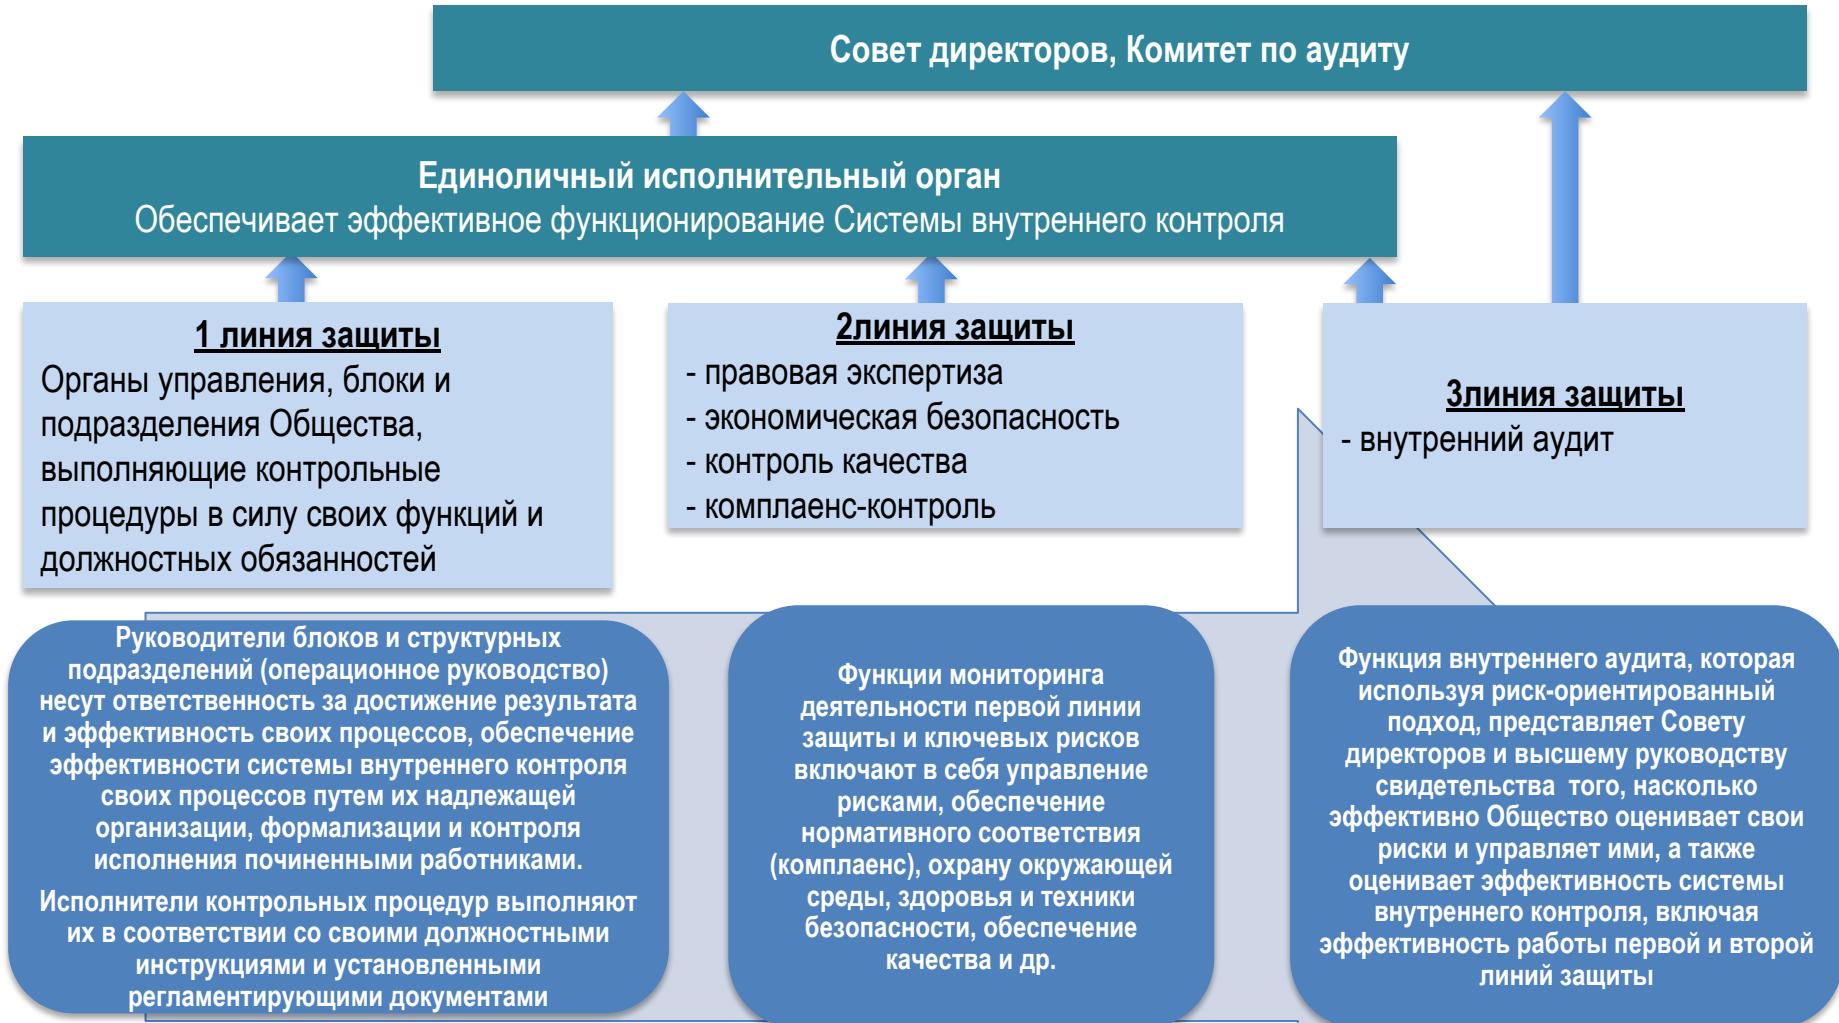 Совет директоров, Комитет по аудиту
Единоличный исполнительный орган
Обеспечивает эффективное функционирование Системы внутреннего контроля
1 линия защиты
Органы управления, блоки и
подразделения Общества,
выполняющие контрольные
процедуры в силу своих функций и
должностных обязанностей
2линия защиты
- правовая экспертиза
- экономическая безопасность
- контроль качества
- комплаенс-контроль
3линия защиты
- внутренний аудит
Руководители блоков и структурных
подразделений (операционное руководство)
несут ответственность за достижение результата
и эффективность своих процессов, обеспечение
эффективности системы внутреннего контроля
своих процессов путем их надлежащей
организации, формализации и контроля
исполнения починенными работниками.
Исполнители контрольных процедур выполняют
их в соответствии со своими должностными
инструкциями и установленными
регламентирующими документами
Функции мониторинга
деятельности первой линии
защиты и ключевых рисков
включают в себя управление
рисками, обеспечение
нормативного соответствия
(комплаенс), охрану окружающей
среды, здоровья и техники
безопасности, обеспечение
качества и др.
Функция внутреннего аудита, которая
используя риск-ориентированный
подход, представляет Совету
директоров и высшему руководству
свидетельства  того, насколько
эффективно Общество оценивает свои
риски и управляет ими, а также
оценивает эффективность системы
внутреннего контроля, включая
эффективность работы первой и второй
линий защиты